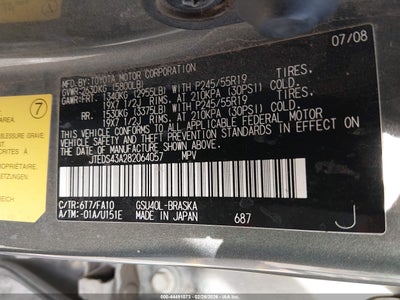 MFD. BY:TOYOTA MOTOR CORPORATION 07/08
GVWR:2630KG (5800LB)
GAWR:FRT. 1340KG (2955LB) WITH P245/55R19 TIRES.
19X7 1/2J RIMS. AT 210KPA (30PSI) COLD.
RR. 1530KG (3375LB) WITH P245/55R19 TIRES.
19X7 1/2J RIMS. AT 210KPA (30PSI) COLD.
THIS VEHICLE CONFORMS TO ALL APPLICABLE FEDERAL MOTOR
VEHICLE SAFETY STANDARDS IN EFFECT ON THE DATE OF
MANUFACTURE SHOWN ABOVE.
JTEDS43A282064057 MPV
C/TR:6T7/FA10 GSU40L-BRASKA
A/TM:-01A/U151E MADE IN JAPAN 687
J
7
BLESSURE GRAVE